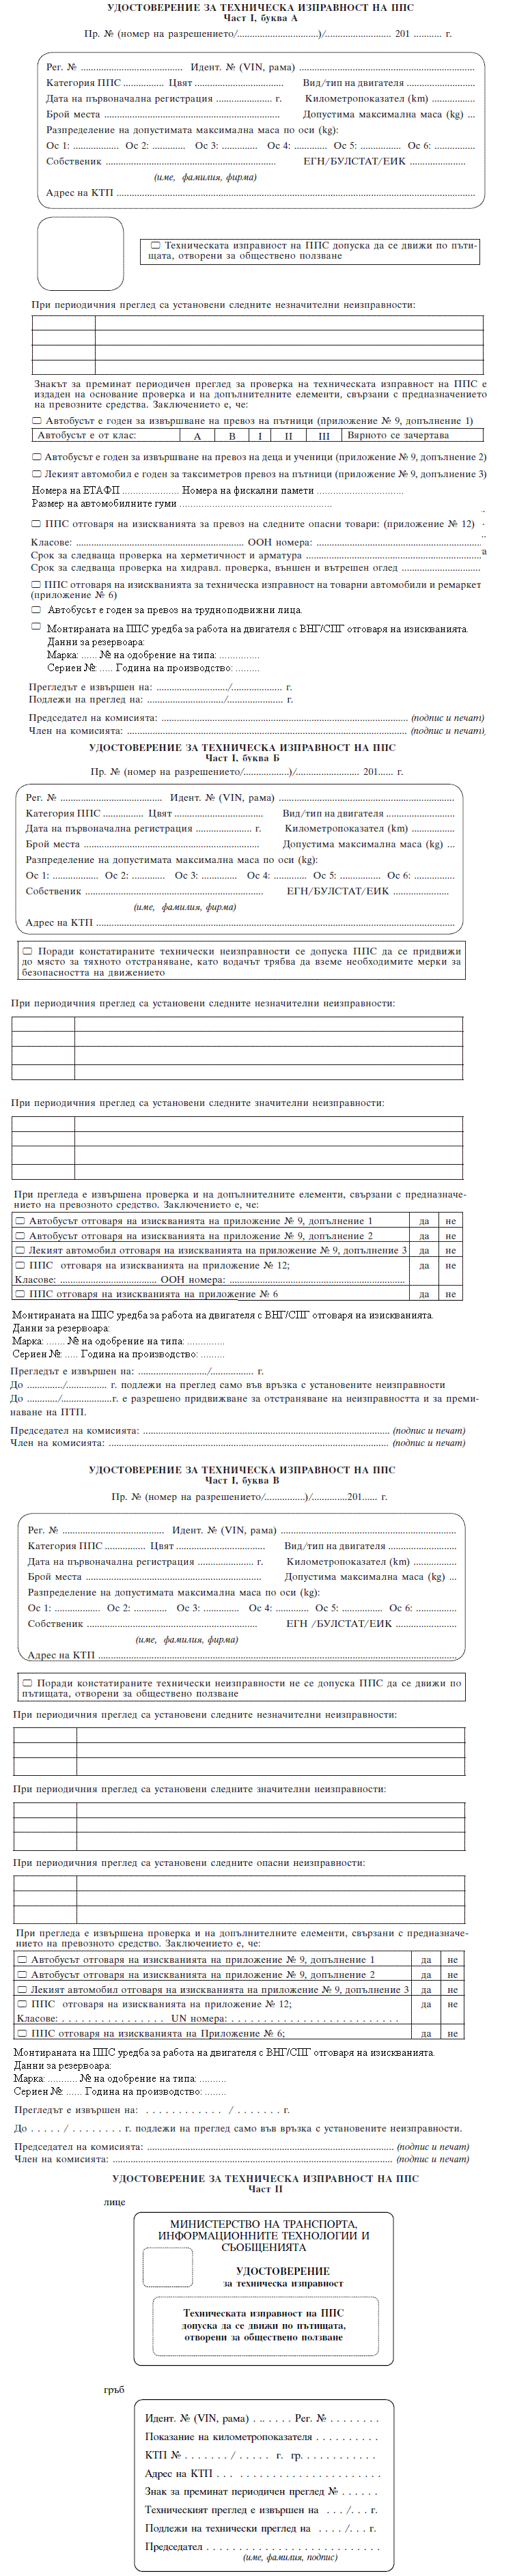 УДОСТОВЕРЕНИЕ ЗА ТЕХНИЧЕСКА ИЗПРАВНОСТ НА ППС
Част I, буква А
Пр. № (номер на разрешението/................................)/.......................... 201 ........... г.
Рег. № ........................................ Идент. № (VIN, рама) .....................................................................
Категория ППС ................ Цвят ................................... Вид/тип на двигателя ...........................
Дата на първоначална регистрация ...................... г. Километропоказател (km) .................
Брой места ..................................................................... Допустима максимална маса (kg) ...
Разпределение на допустимата максимална маса по оси (kg):
Ос 1: .................. Ос 2: ............. Ос 3: .............. Ос 4: ............. Ос 5: ................ Ос 6: ................
Собственик ................................................................... ЕГН/БУЛСТАТ/ЕИК ......................
(име, фамилия, фирма)
Адрес на КТП .............................................................................................................................
▢ Техническата изправност на ППС допуска да се движи по пъти-
щата, отворени за обществено ползване
При периодичния преглед са установени следните незначителни неизправности:
Знакът за преминат периодичен преглед за проверка на техническата изправност на ППС е
издаден на основание проверка и на допълнителните елементи, свързани с предназначението
на превозните средства. Заключението е, че:
▢ Автобусът е годен за извършване на превоз на пътници (приложение № 9, допълнение 1)
Автобусът е от клас: A B I II III Вярното се зачертава
▢ Автобусът е годен за извършване на превоз на деца и ученици (приложение № 9, допълнение 2)
▢ Лекият автомобил е годен за таксиметров превоз на пътници (приложение № 9, допълнение 3)
Номера на ЕТАФП .................... Номера на фискални памети ..............................
Размер на автомобилните гуми .....................................................
▢ ППС отговаря на изискванията за превоз на следните опасни товари: (приложение № 12)
Класове: .................................................................. ООН номера: ................................................................
Срок за следваща проверка на херметичност и арматура ....................................................................
Срок за следваща проверка на хидравл. проверка, външен и вътрешен оглед ...............................
▢ ППС отговаря на изискванията за техническа изправност на товарни автомобили и ремаркет
(приложение № 6)
▢ Автобусът е годен за превоз на трудноподвижни лица.
▢ Монтираната на ППС уредба за работа на двигателя с ВНГ/СПГ отговаря на изискванията.
Данни за резервоара:
Марка: ...... № на одобрение на типа: ..............
Сериен №: ..... Година на производство: .........
Прегледът е извършен на: ............................/.................... г.
Подлежи на преглед на: ............................../...................... г.
Председател на комисията: ................................................................................................. (подпис и печат)
Член на комисията: .............................................................................................................. (подпис и печат)
УДОСТОВЕРЕНИЕ ЗА ТЕХНИЧЕСКА ИЗПРАВНОСТ НА ППС
Част I, буква Б
Пр. № (номер на разрешението/..................)/......................... 201...... г.
Рег. № ........................................ Идент. № (VIN, рама) .....................................................................
Категория ППС ................ Цвят ................................... Вид/тип на двигателя ...........................
Дата на първоначална регистрация ...................... г. Километропоказател (km) .................
Брой места ..................................................................... Допустима максимална маса (kg) ...
Разпределение на допустимата максимална маса по оси (kg):
Ос 1: .................. Ос 2: ............. Ос 3: .............. Ос 4: ............. Ос 5: ................ Ос 6: ................
Собственик ...................................................................... ЕГН/БУЛСТАТ/ЕИК ......................
(име, фамилия, фирма)
Адрес на КТП .............................................................................................................................
▢ Поради констатираните технически неизправности се допуска ППС да се придвижи
до място за тяхното отстраняване, като водачът трябва да вземе необходимите мерки за
безопасността на движението
При периодичния преглед са установени следните незначителни неизправности:
При периодичния преглед са установени следните значителни неизправности:
При прегледа е извършена проверка и на допълнителните елементи, свързани с предназначе-
нието на превозното средство. Заключението е, че:
▢ Автобусът отговаря на изискванията на приложение № 9, допълнение 1 да не
▢ Автобусът отговаря на изискванията на приложение № 9, допълнение 2 да не
▢ Лекият автомобил отговаря на изискванията на приложение № 9, допълнение 3 да не
▢ ППС отговаря на изискванията на приложение № 12; да не
Класове: ...................................... ООН номера: .....................................................................
▢ ППС отговаря на изискванията на приложение № 6 да не
Монтираната на ППС уредба за работа на двигателя с ВНГ/СПГ отговаря на изискванията.
Данни за резервоара:
Марка: ....... № на одобрение на типа: .............
Сериен №: ..... Година на производство: .........
Прегледът е извършен на: ............................/................. г.
До ............../................ г. подлежи на преглед само във връзка с установените неизправности
До ............/....................г. е разрешено придвижване за отстраняване на неизправността и за преми-
наване на ПТП.
Председател на комисията: ................................................................................................. (подпис и печат)
Член на комисията: .............................................................................................................. (подпис и печат)
УДОСТОВЕРЕНИЕ ЗА ТЕХНИЧЕСКА ИЗПРАВНОСТ НА ППС
Част I, буква В
Пр. № (номер на разрешението/................)/..............201...... г.
Рег. № ........................................ Идент. № (VIN, рама) .....................................................................
Категория ППС ................ Цвят ................................... Вид/тип на двигателя ...........................
Дата на първоначална регистрация ...................... г. Километропоказател (km) .................
Брой места ..................................................................... Допустима максимална маса (kg) ...
Разпределение на допустимата максимална маса по оси (kg):
Ос 1: .................. Ос 2: ............. Ос 3: .............. Ос 4: ............. Ос 5: ................ Ос 6: ................
Собственик ................................................................... ЕГН /БУЛСТАТ/ЕИК ........................
(име, фамилия, фирма)
Адрес на КТП .............................................................................................................................
▢ Поради констатираните технически неизправности не се допуска ППС да се движи по
пътищата, отворени за обществено ползване
При периодичния преглед са установени следните незначителни неизправности:
При периодичния преглед са установени следните значителни неизправности:
При периодичния преглед са установени следните опасни неизправности:
При прегледа е извършена проверка и на допълнителните елементи, свързани с предназначе-
нието на превозното средство. Заключението е, че:
▢ Автобусът отговаря на изискванията на приложение № 9, допълнение 1 да не
▢ Автобусът отговаря на изискванията на приложение № 9, допълнение 2 да не
▢ Лекият автомобил отговаря на изискванията на приложение № 9, допълнение 3 да не
▢ ППС отговаря на изискванията на приложение № 12; да не
Класове: . . . . . . . . . . . . . . . . UN номера: . . . . . . . . . . . . . . . . . . . . . . . . . .
▢ ППС отговаря на изискванията на Приложение № 6; да не
Монтираната на ППС уредба за работа на двигателя с ВНГ/СПГ отговаря на изискванията.
Данни за резервоара:
Марка: .......... № на одобрение на типа: .........
Сериен №: ...... Година на производство: ........
Прегледът е извършен на: . . . . . . . . . . . . / . . . . . . . г.
До . . . . . / . . . . . . . . г. подлежи на преглед само във връзка с установените неизправности.
Председател на комисията: ................................................................................................. (подпис и печат)
Член на комисията: .............................................................................................................. (подпис и печат)
УДОСТОВЕРЕНИЕ ЗА ТЕХНИЧЕСКА ИЗПРАВНОСТ НА ППС
Част II
лице
МИНИСТЕРСТВО НА ТРАНСПОРТА,
ИНФОРМАЦИОННИТЕ ТЕХНОЛОГИИ И
СЪОБЩЕНИЯТА
УДОСТОВЕРЕНИЕ
за техническа изправност
Техническата изправност на ППС
допуска да се движи по пътищата,
отворени за обществено ползване
гръб
Идент. № (VIN, рама) . .. . . . . Рег. № . . . . . . . .
Показание на километропоказателя . . . . . . . . . .
КТП № . . . . . . . / . . . . . г. гр. . . . . . . . . . . .
Адрес на КТП . . . . . . . . . . . . . . . . . . . . . . . .
Знак за преминат периодичен преглед № . . . . . .
Техническият преглед е извършен на . . . /. . . г.
Подлежи на технически преглед на . . . . /. . . г.
Председател . . . . . . . . . . . . . . . . . . . . . . . . . . .
(име, фамилия, подпис)